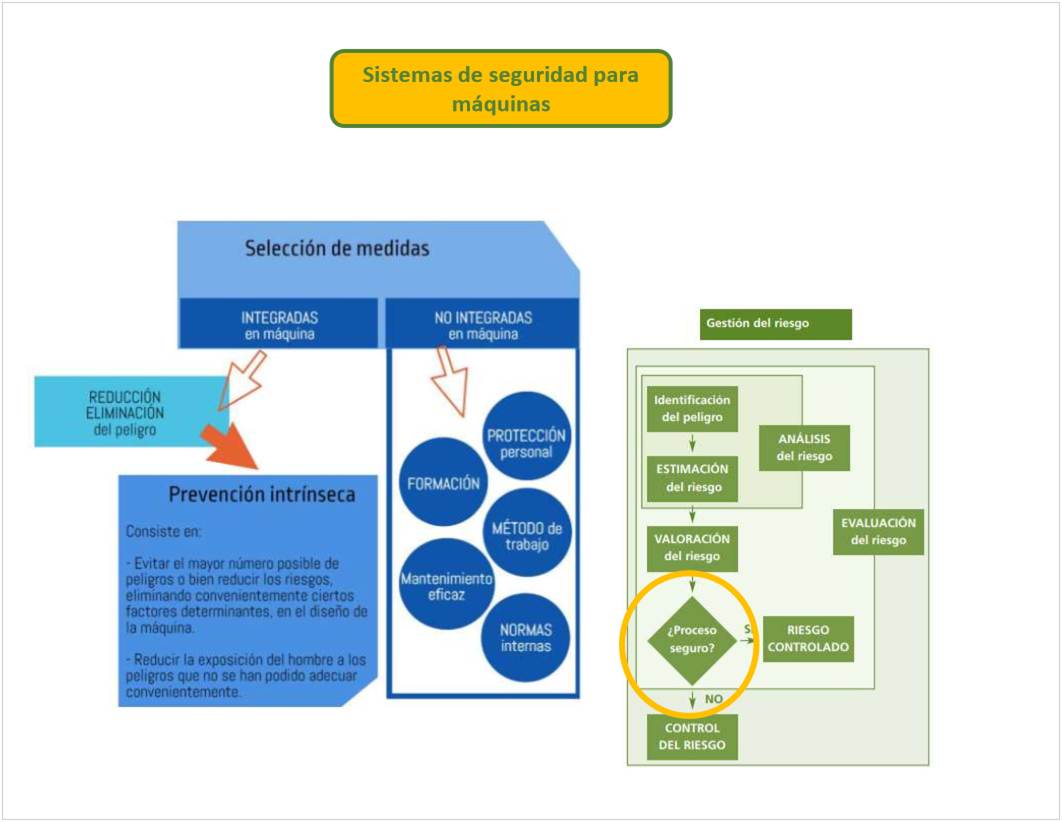 Sistemas de seguridad para
máquinas
Selección de medidas
INTEGRADAS
en máquina
NO INTEGRADAS
en máquina
REDUCCIÓN
ELIMINACIÓN
del peligro
Prevención intrínseca
Consiste en:
- Evitar el mayor número posible de
peligros o bien reducir los riesgos,
eliminando convenientemente ciertos
factores determinantes, en el diseño de
la máquina.
- Reducir la exposición del hombre a los
peligros que no se han podido adecuar
convenientemente.
PROTECCIÓN
personal
FORMACIÓN
MÉTODO de
trabajo
Mantenimiento
eficaz
NORMAS
internas
Gestión del riesgo
Identificación
del peligro
ANÁLISIS
del riesgo
ESTIMACIÓN
del riesgo
EVALUACIÓN
del riesgo
VALORACIÓN
del riesgo
¿Proceso
seguro?
RIESGO
CONTROLADO
NO
CONTROL
DEL RIESGO